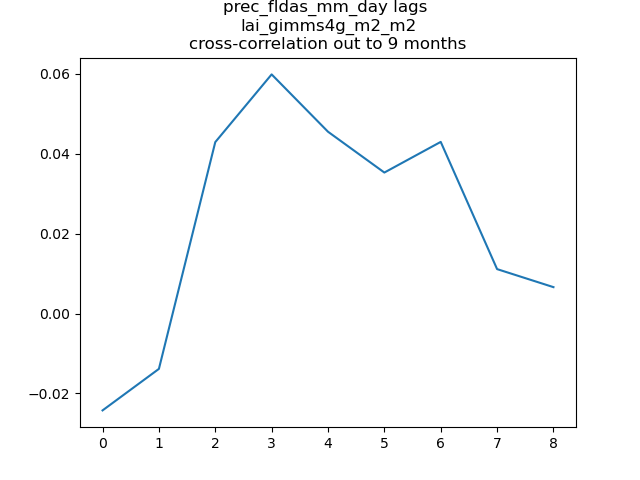 prec_fldas_mm_day lags
lai_gimms4g_m2_m2
cross-correlation out to 9 months
0.06
0.04
0.02
0.00
−0.02
0 1 2 3 4 5 6 7 8